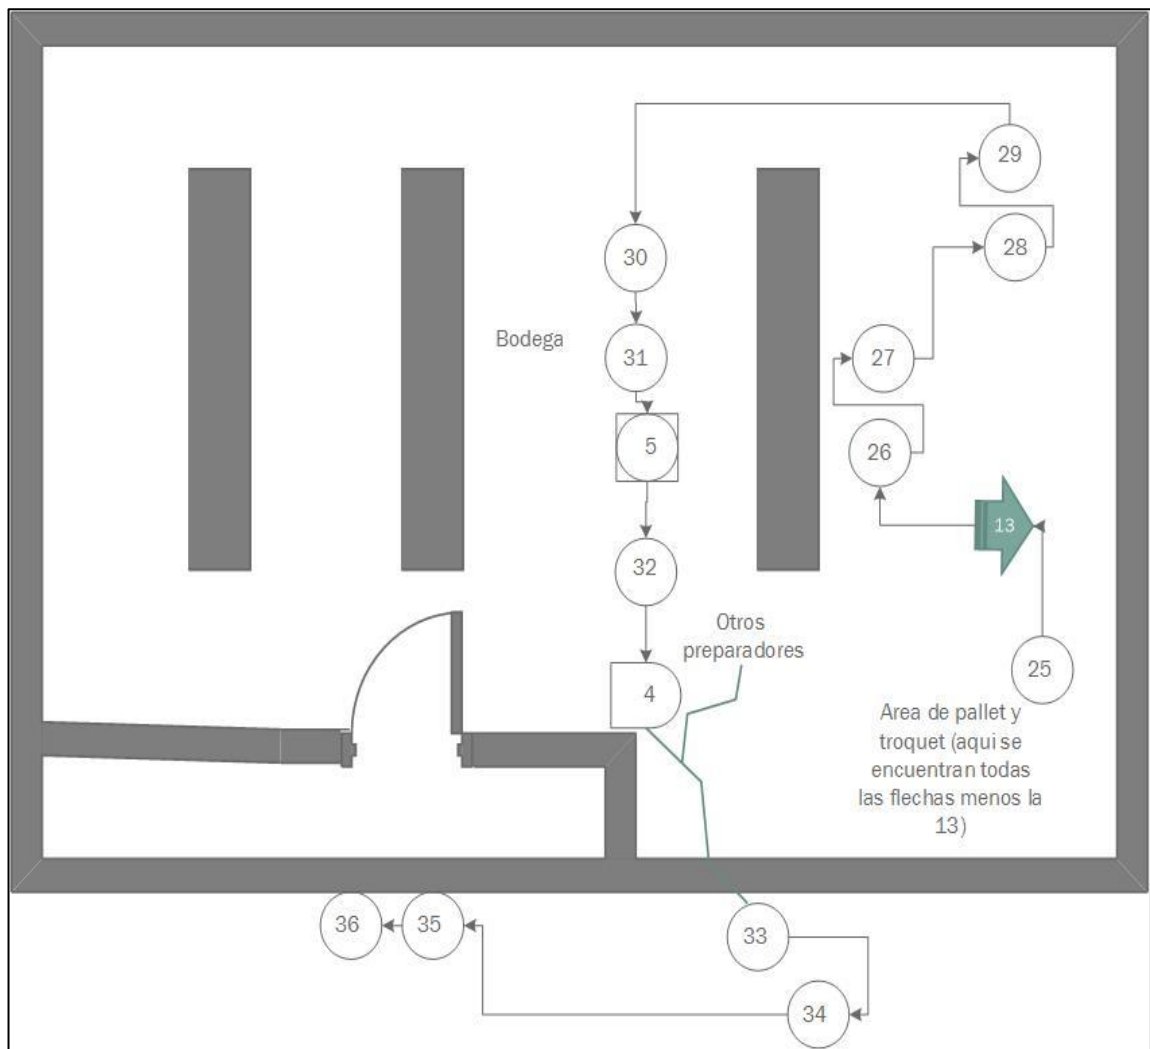 29
28
30
Bodega
31
27
5
26
13
32
Otros
preparadores
4
25
Area de pallet y
troquet (aqui se
encuentran todas
las flechas menos la
13)
36
35
33
34